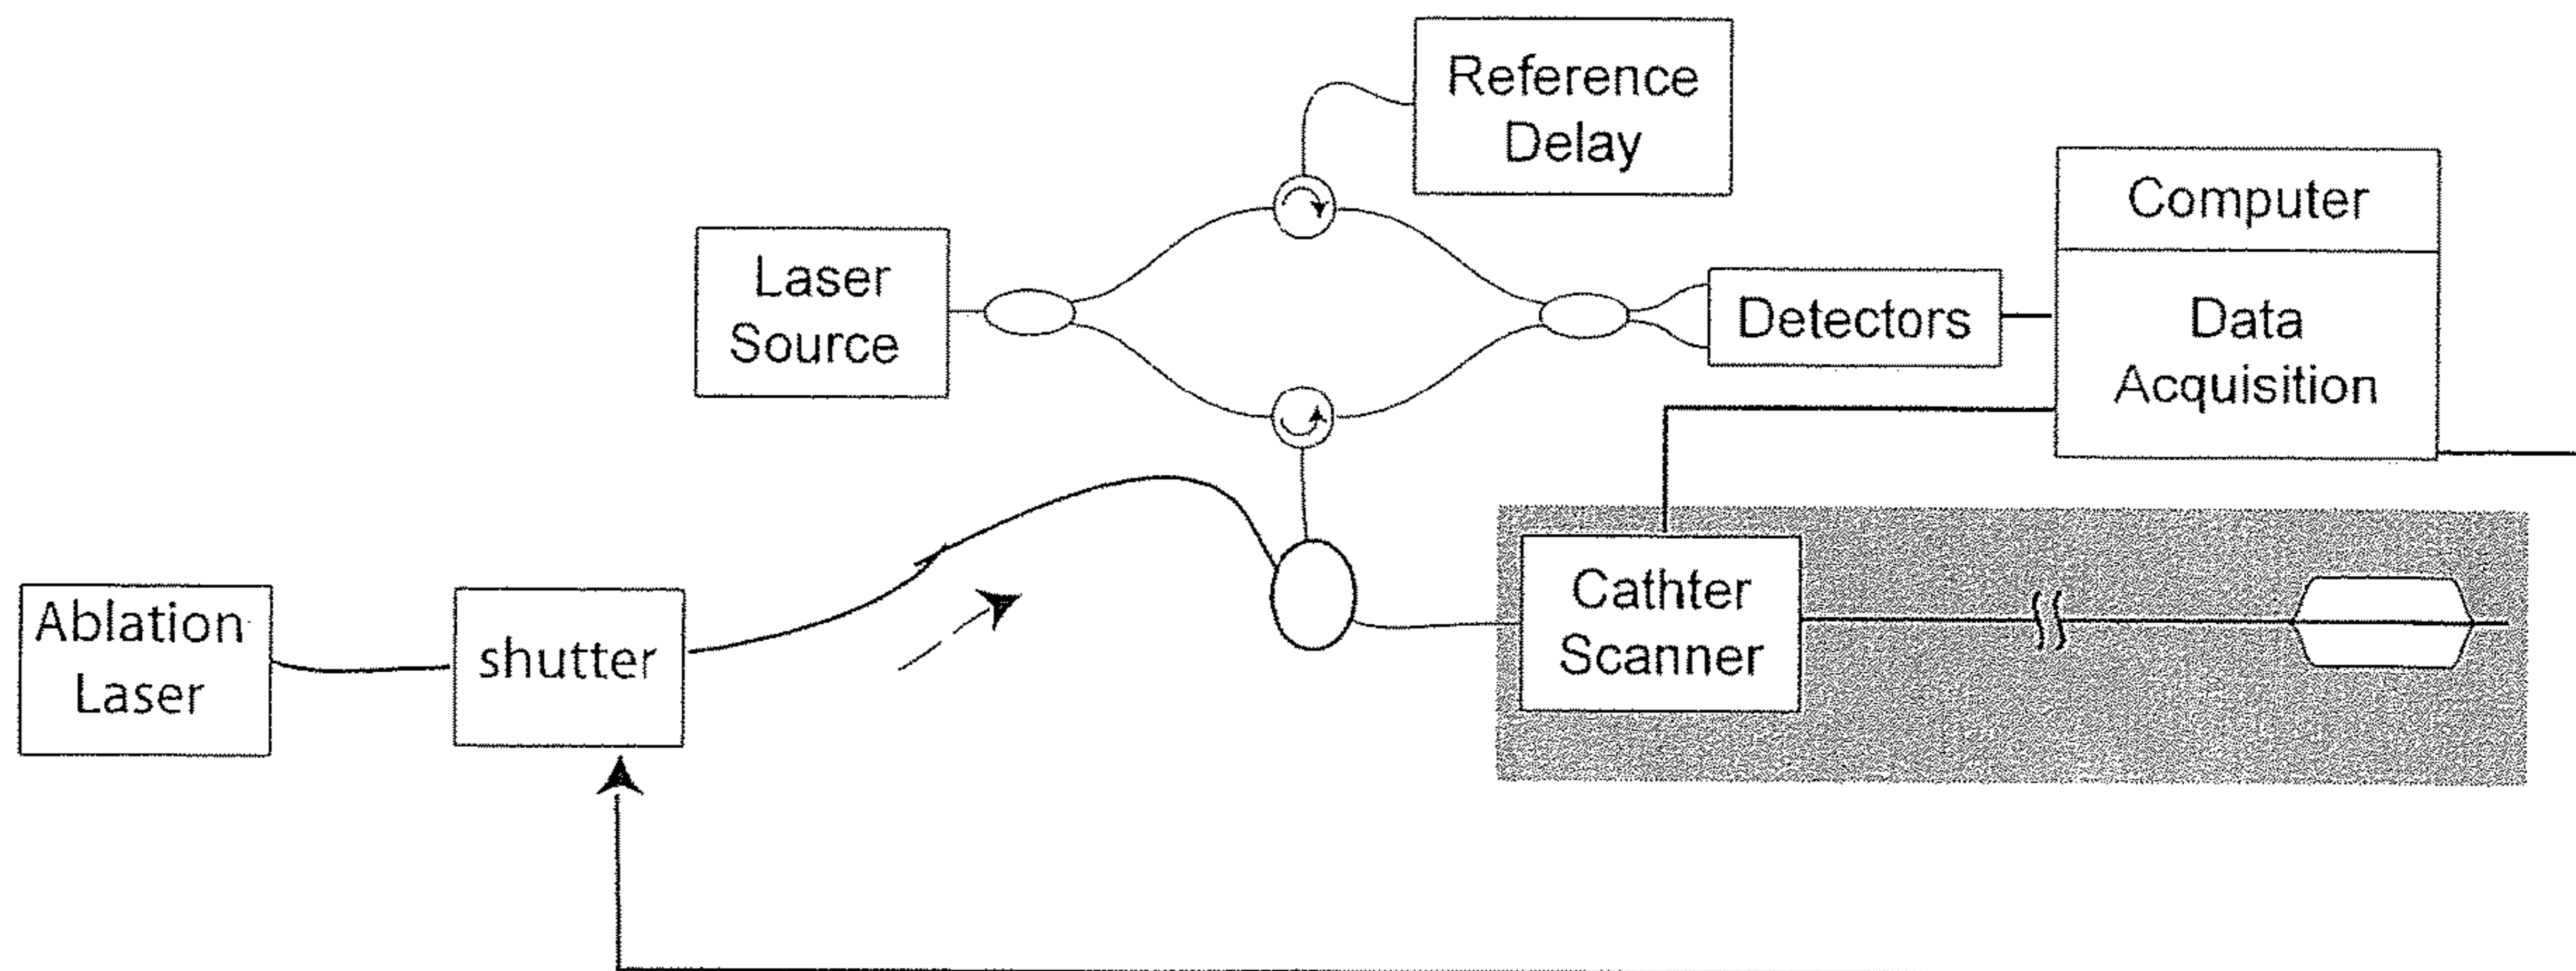 Reference
Delay
Computer
Laser
Source
Detectors
Data
Acquisition
Ablation
Laser
shutter
Cathter
Scanner